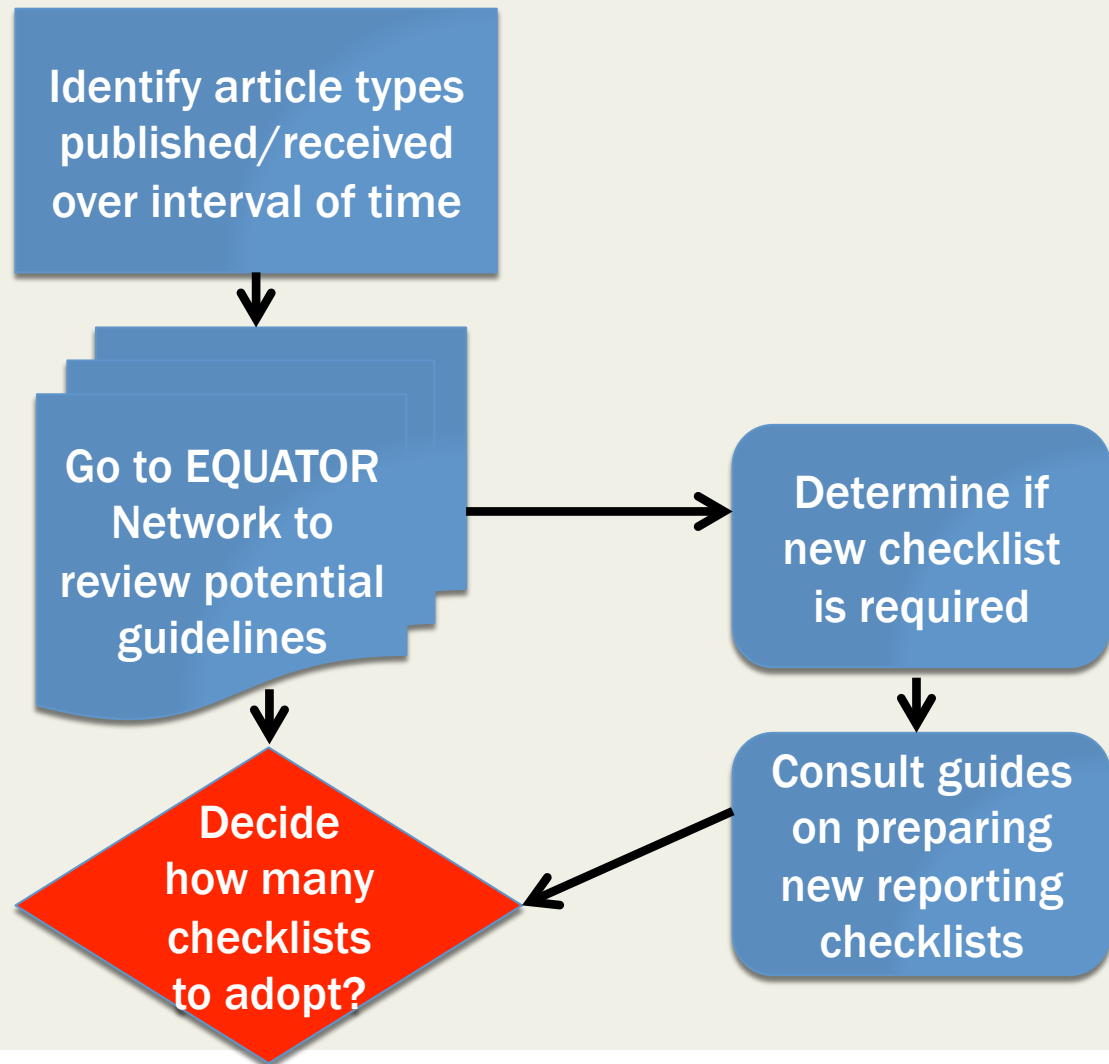 Identify article types
published/received
over interval of time
Go to EQUATOR
Network to
review potential
guidelines
Determine if
new checklist
is required
Consult guides
on preparing
new reporting
checklists
Decide
how many
checklists
to adopt?